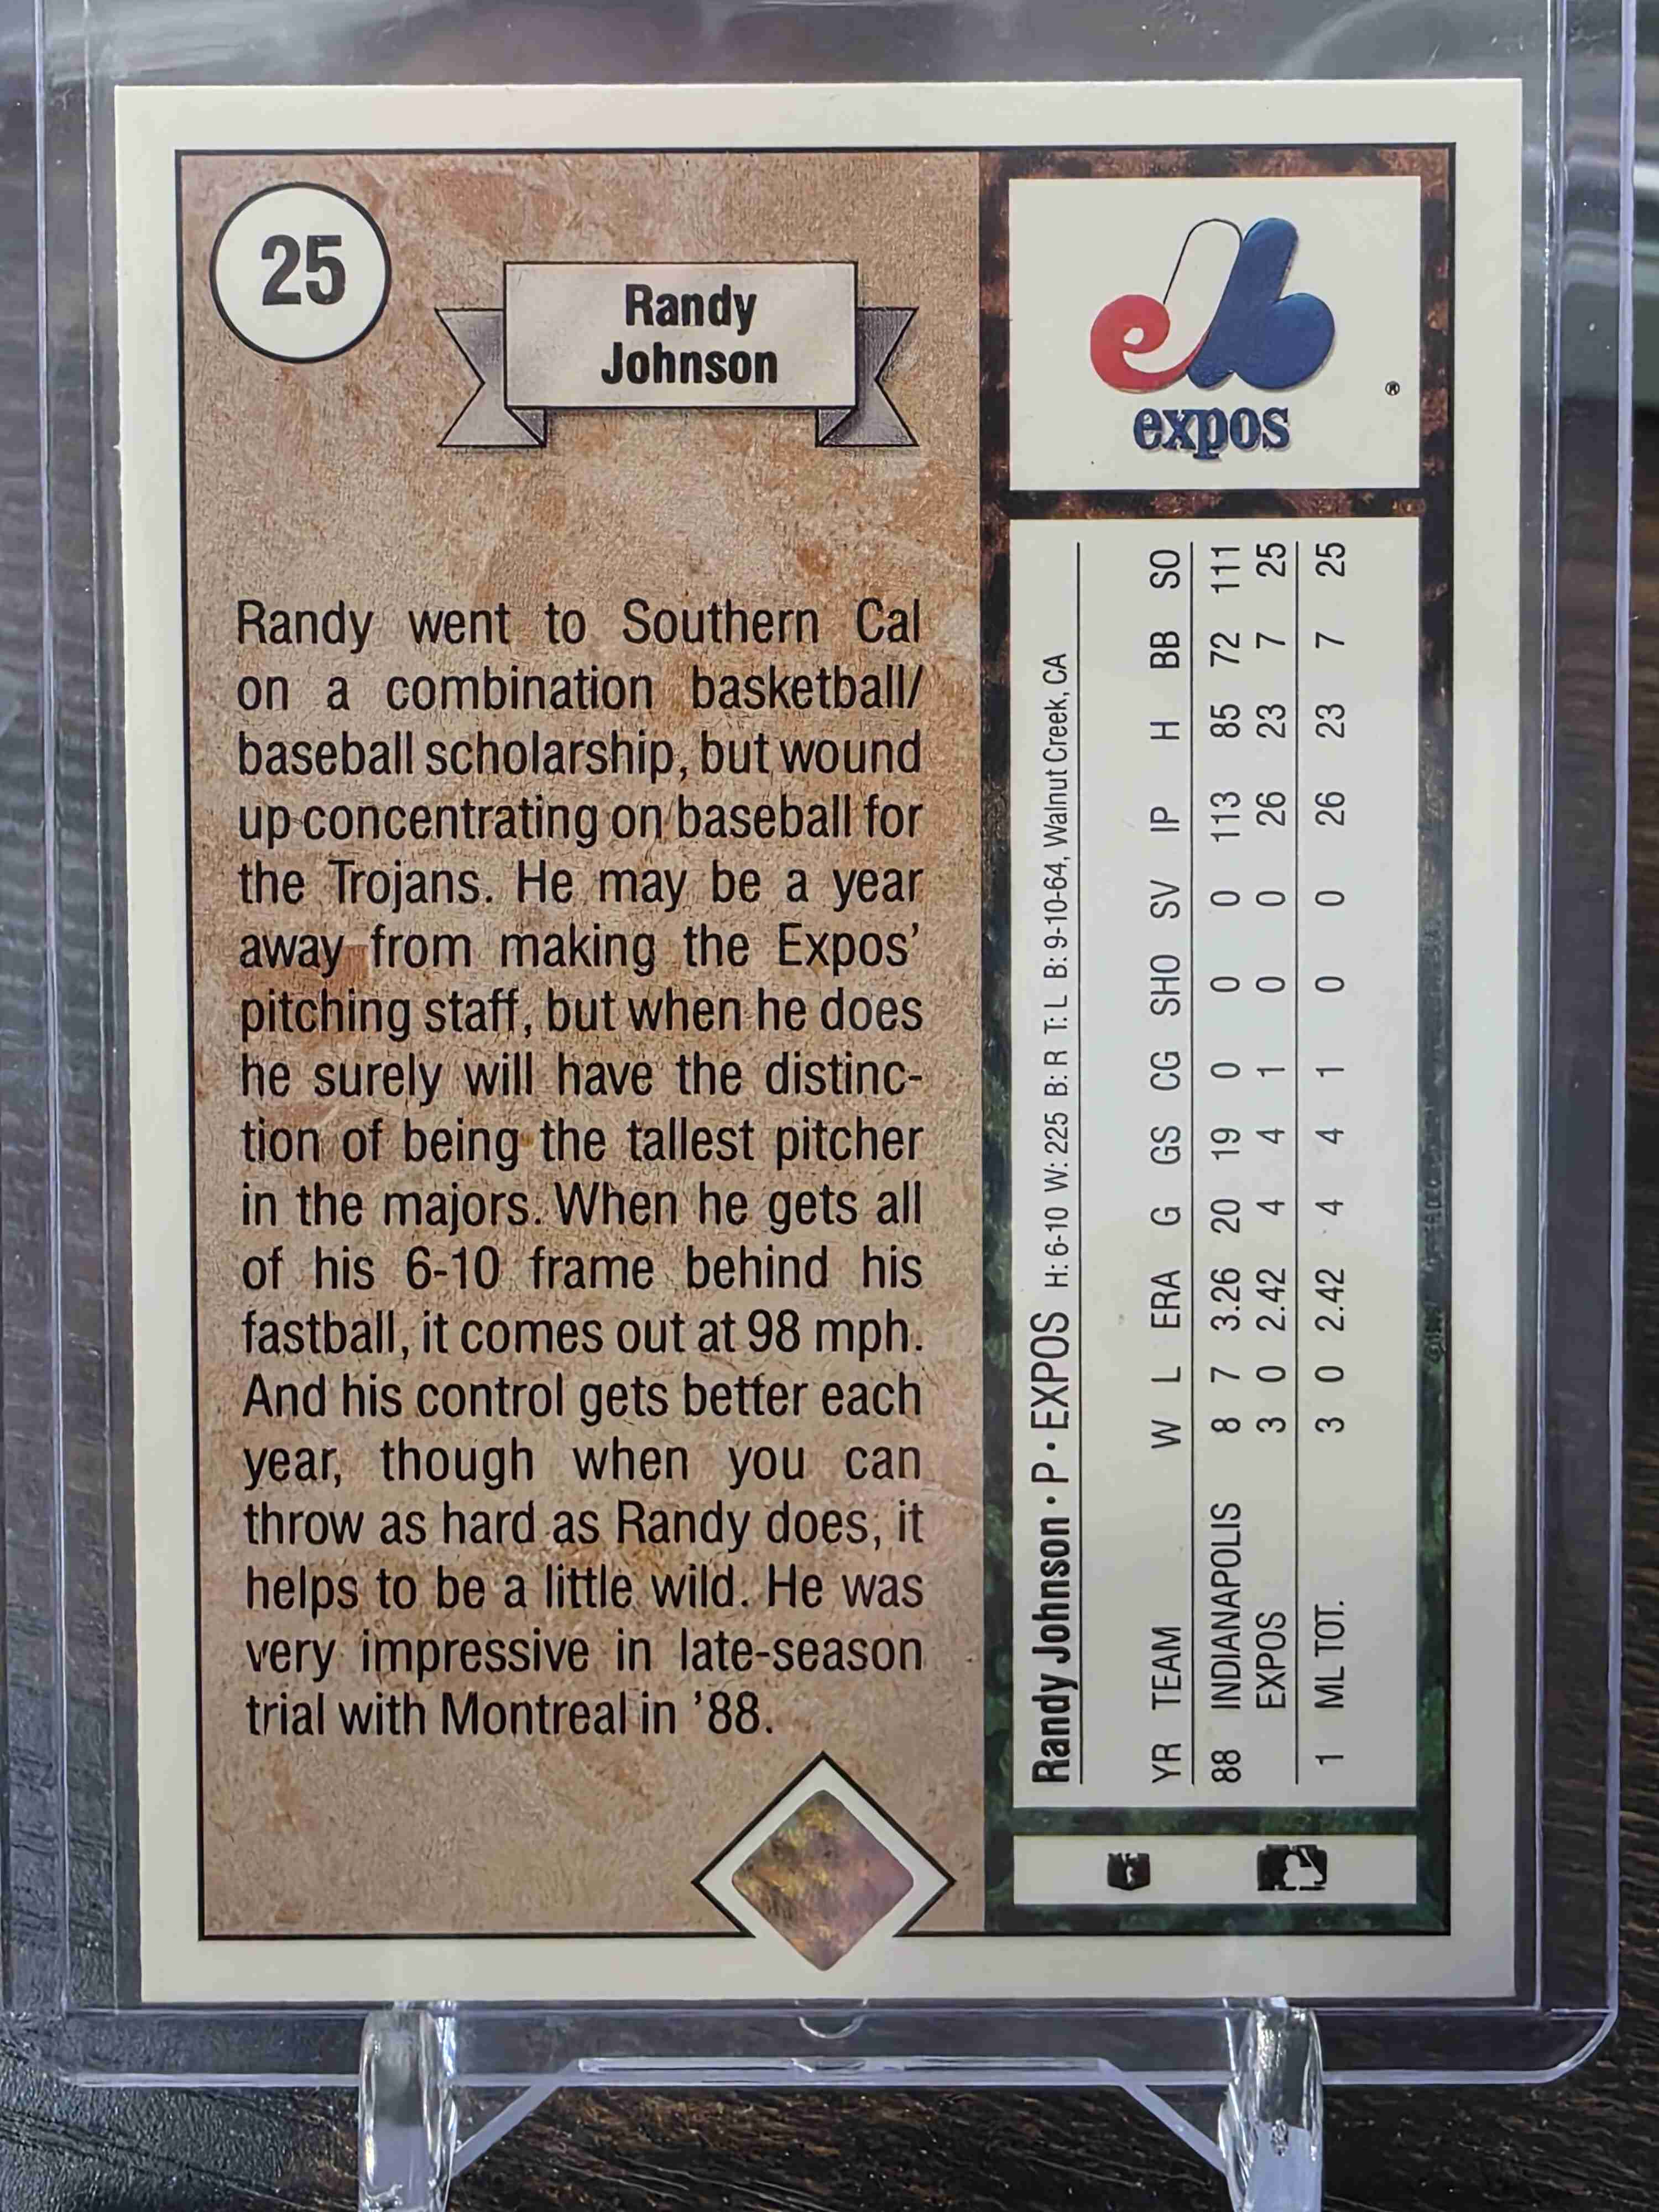 25
Randy
Johnson
Randy went to Southern Cal
on a combination basketball/
baseball scholarship, but wound
up concentrating on baseball for
the Trojans. He may be a year
away from making the Expos’
pitching staff, but when he does
he surely will have the distinc-
tion of being the tallest pitcher
in the majors. When he gets all
of his 6-10 frame behind his
fastball, it comes out at 98 mph.
And his control gets better each
year, though when you can
throw as hard as Randy does, it
helps to be a little wild. He was
very impressive in late-season
trial with Montreal in ’88.
expos
®
Randy Johnson • P • EXPOS H: 6-10 W: 225 B: R T: L B: 9-10-64, Walnut Creek, CA
YR TEAM W L ERA G GS CG SHO SV IP H BB SO
88 INDIANAPOLIS 8 7 3.26 20 19 0 0 0 113 85 72 111
EXPOS 3 0 2.42 4 4 1 0 0 26 23 7 25
1 ML TOT. 3 0 2.42 4 4 1 0 0 26 23 7 25